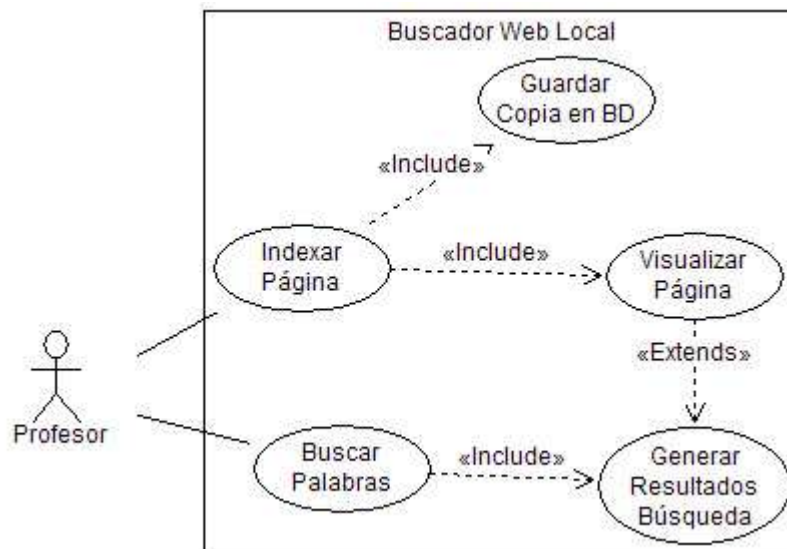 Buscador Web Local
Guardar
Copia en BD
«Include»
Indexar
Página
«Include»
Visualizar
Página
«Extends»
Profesor
Buscar
Palabras
«Include»
Generar
Resultados
Búsqueda